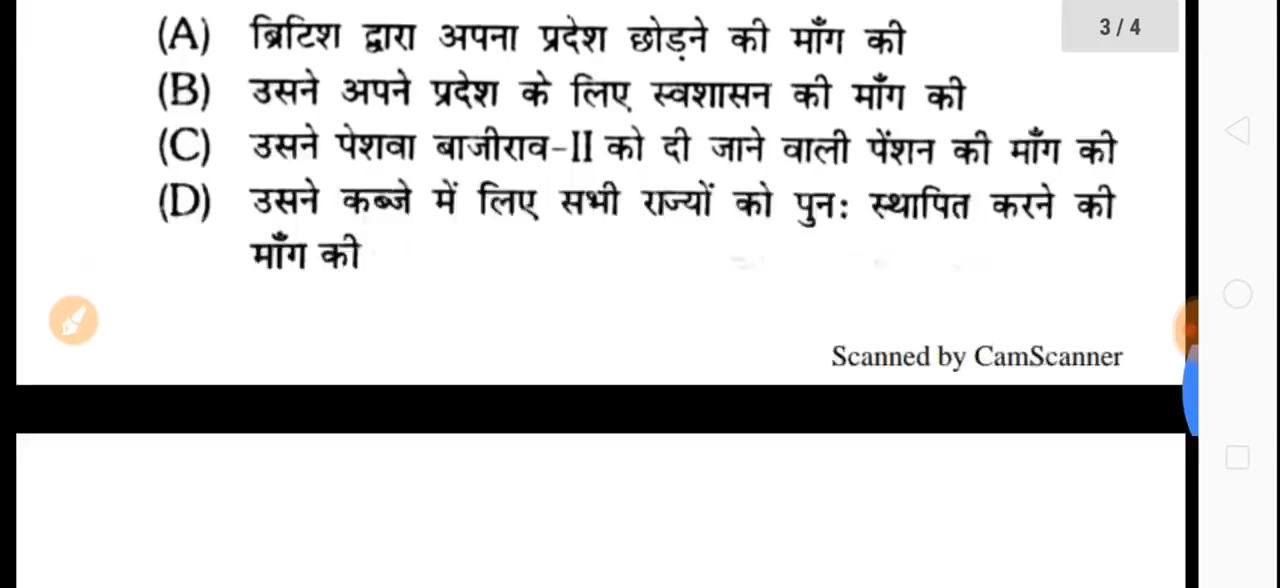 3 / 4
(A) ब्रिटिश द्वारा अपना प्रदेश छोड़ने की माँग की
(B) उसने अपने प्रदेश के लिए स्वशासन की माँग की
(C) उसने पेशवा बाजीराव-II को दी जाने वाली पेंशन की माँग की
(D) उसने कब्जे में लिए सभी राज्यों को पुनः स्थापित करने की
माँग की
Scanned by CamScanner